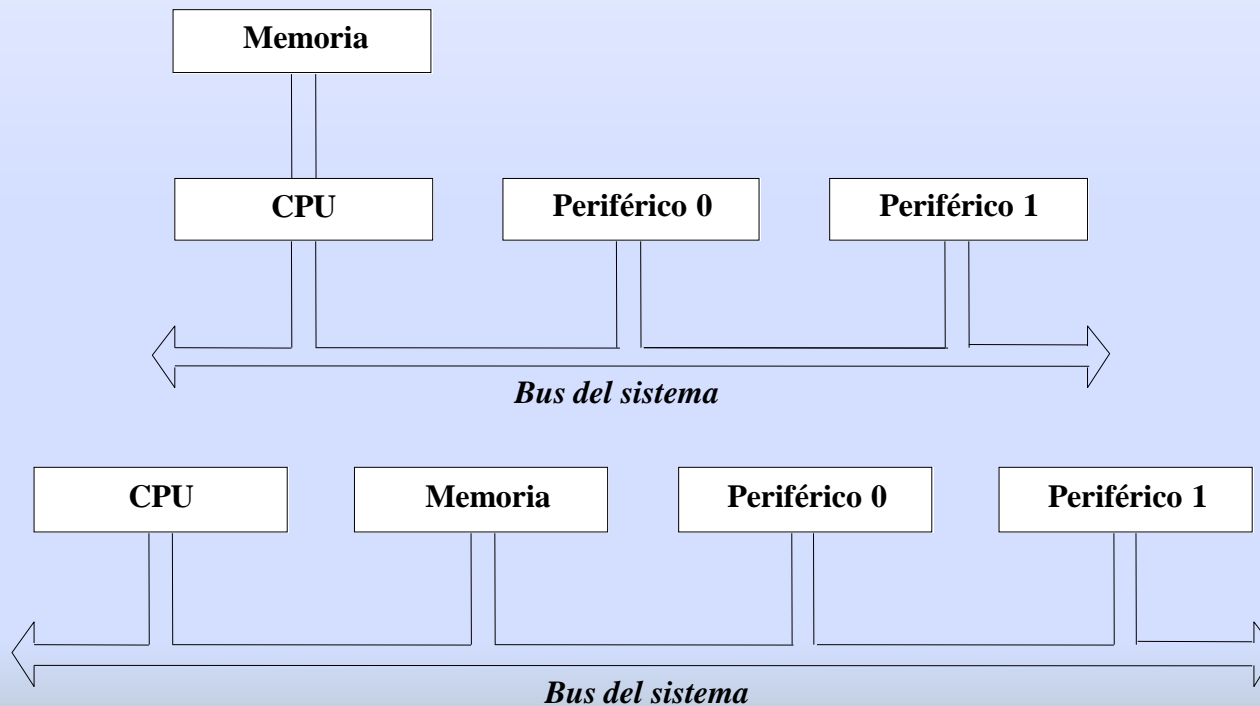 Memoria
CPU
Periférico 0
Periférico 1
Bus del sistema
CPU
Memoria
Periférico 0
Periférico 1
Bus del sistema